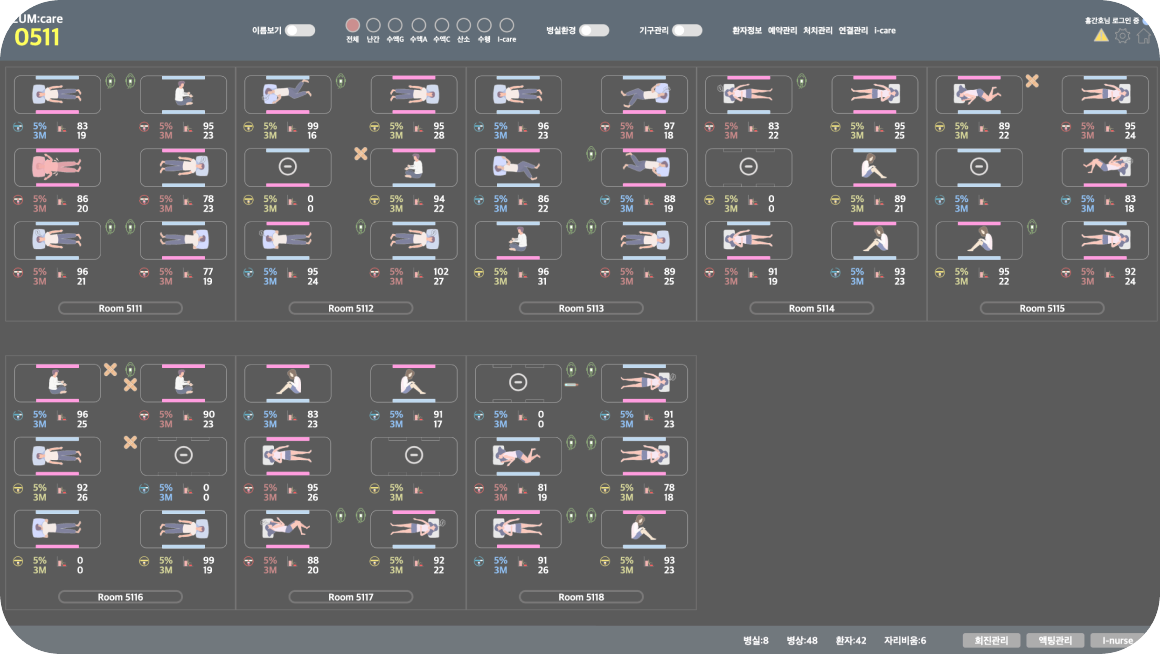 EUM:care
0511
이름보기
전체 난간 수액G 수액A 수액C 산소 수행 I-care
병실환경
기구관리
환자정보 예약관리 처치관리 연결관리 I-care
홍간호님 로그인 중
5% 83 5% 95 5% 99 5% 95 5% 96 5% 97 5% 83 5% 95 5% 89 5% 95
3M 19 3M 23 3M 16 3M 28 3M 23 3M 18 3M 22 3M 25 3M 22 3M 24
5% 86 5% 78 5% 0 5% 94 5% 86 5% 88 5% 0 5% 89 5% 5% 83
3M 20 3M 23 3M 0 3M 22 3M 22 3M 19 3M 0 3M 21 3M 3M 18
5% 96 5% 77 5% 95 5% 102 5% 96 5% 89 5% 91 5% 93 5% 95 5% 92
3M 21 3M 19 3M 24 3M 27 3M 31 3M 25 3M 19 3M 23 3M 22 3M 24
Room 5111 Room 5112 Room 5113 Room 5114 Room 5115
5% 96 5% 90 5% 83 5% 91 5% 0 5% 91
3M 25 3M 23 3M 23 3M 17 3M 0 3M 23
5% 92 5% 0 5% 95 5% 5% 81 5% 78
3M 26 3M 0 3M 26 3M 3M 19 3M 18
5% 0 5% 99 5% 88 5% 92 5% 91 5% 93
3M 0 3M 19 3M 20 3M 22 3M 26 3M 23
Room 5116 Room 5117 Room 5118
병실:8 병상:48 환자:42 자리비움:6 회진관리 액팅관리 I-nurse